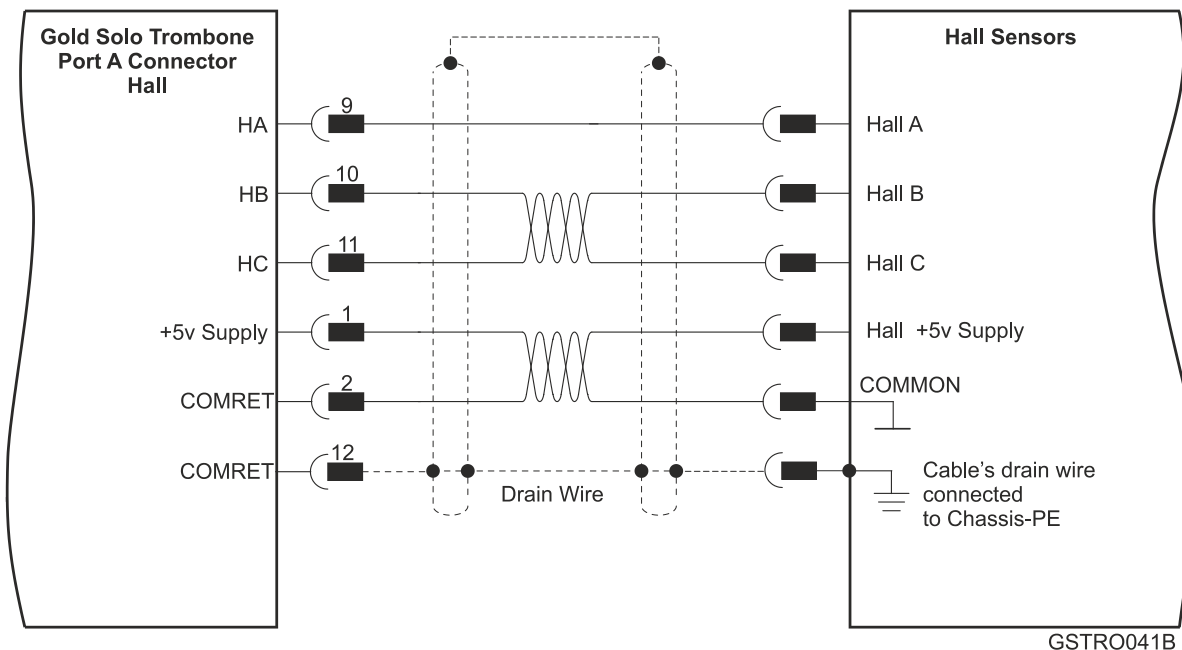 Gold Solo Trombone
Port A Connector
Hall
Hall Sensors
HA
9
Hall A
HB
10
Hall B
HC
11
Hall C
+5v Supply
1
Hall +5v Supply
COMRET
2
COMMON
COMRET
12
Drain Wire
Cable's drain wire
connected
to Chassis-PE
GSTRO041B